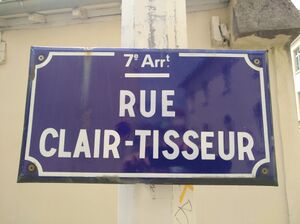 7e Arrt
RUE
CLAIR-TISSEUR